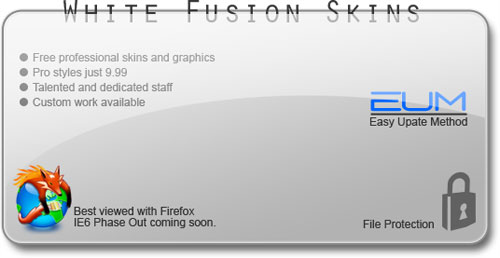 White Fusion Skins
Free professional skins and graphics
Pro styles just 9.99
Talented and dedicated staff
Custom work available
EUM
Easy Upate Method
Best viewed with Firefox
IE6 Phase Out coming soon.
File Protection